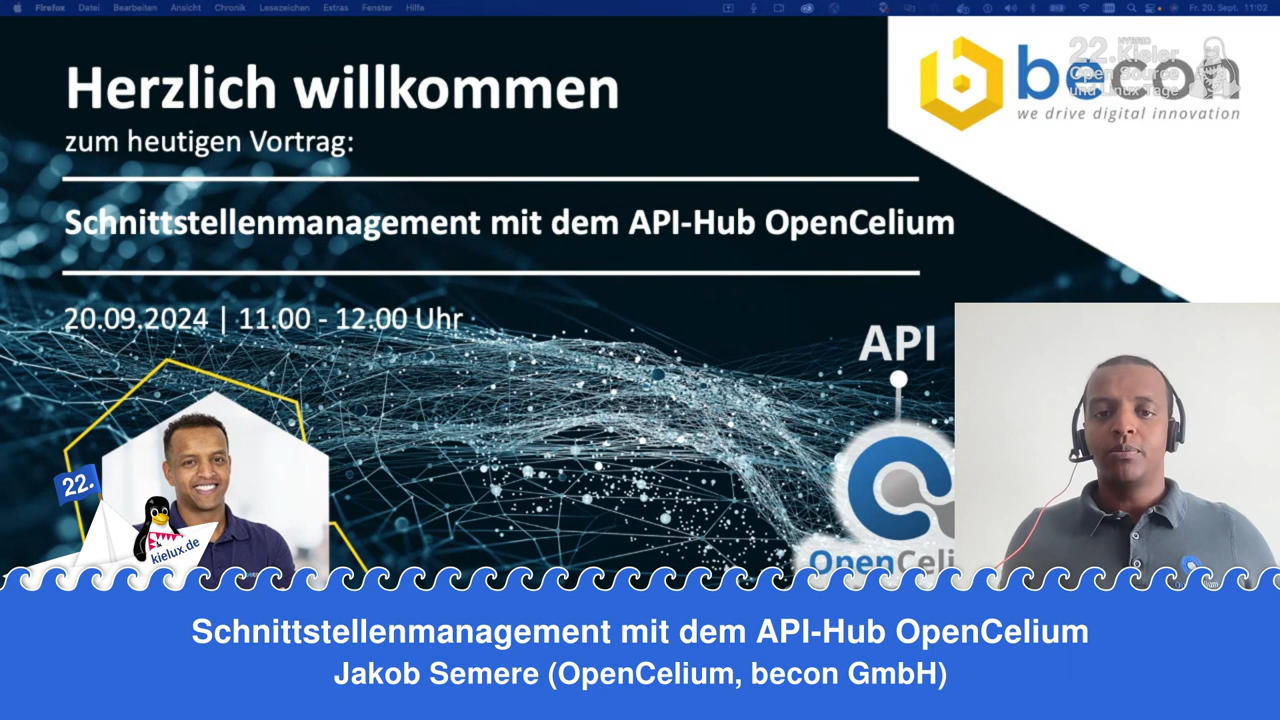 Firefox Datei Bearbeiten Ansicht Chronik Lesezeichen Extras Fenster Hilfe
Fr. 20. Sept. 11:02
Herzlich willkommen
zum heutigen Vortrag:
becon
we drive digital innovation
HYBRID
22. Kieler
Open Source
und Linux Tage
Schnittstellenmanagement mit dem API-Hub OpenCelium
20.09.2024 | 11.00 - 12.00 Uhr
API
OpenCeli
22.
kielux.de
Schnittstellenmanagement mit dem API-Hub OpenCelium
Jakob Semere (OpenCelium, becon GmbH)